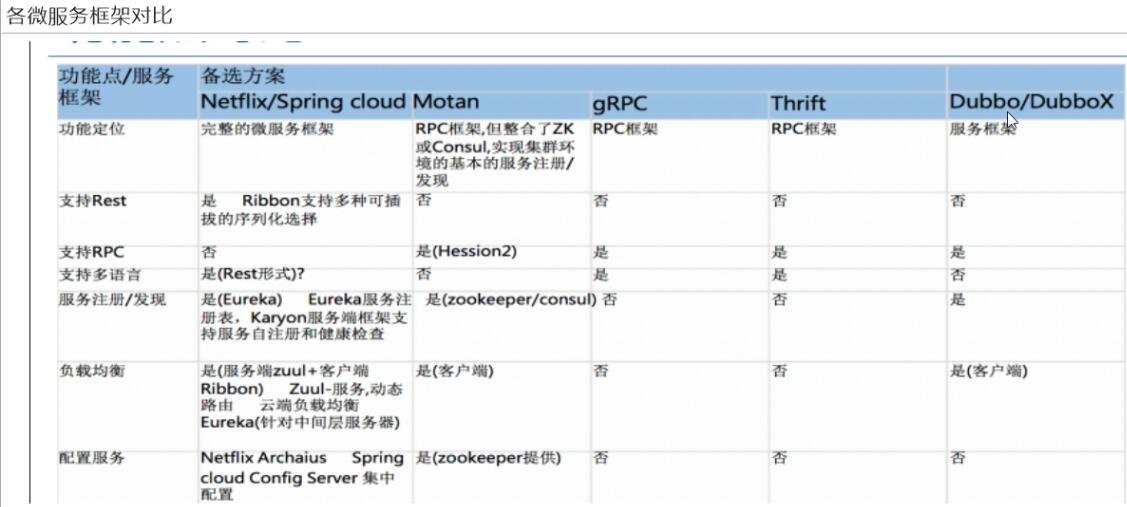 各微服务框架对比
功能点/服务
框架
备选方案
Netflix/Spring cloud
Motan
gRPC
Thrift
Dubbo/DubboX
功能定位
完整的微服务框架
RPC框架,但整合了ZK
或Consul,实现集群环
境的基本的服务注册/
发现
RPC框架
RPC框架
服务框架
支持Rest
是 Ribbon支持多种可插
拔的序列化选择
否
否
否
否
支持RPC
否
是(Hession2)
是
是
是
支持多语言
是(Rest形式)?
否
是
是
否
服务注册/发现
是(Eureka) Eureka服务注
册表，Karyon服务端框架支
持服务自注册和健康检查
是(zookeeper/consul)
否
否
是
负载均衡
是(服务端zuul+客户端
Ribbon) Zuul-服务,动态
路由 云端负载均衡
Eureka(针对中间层服务器)
是(客户端)
否
否
是(客户端)
配置服务
Netflix Archaius Spring
cloud Config Server 集中
配置
是(zookeeper提供)
否
否
否